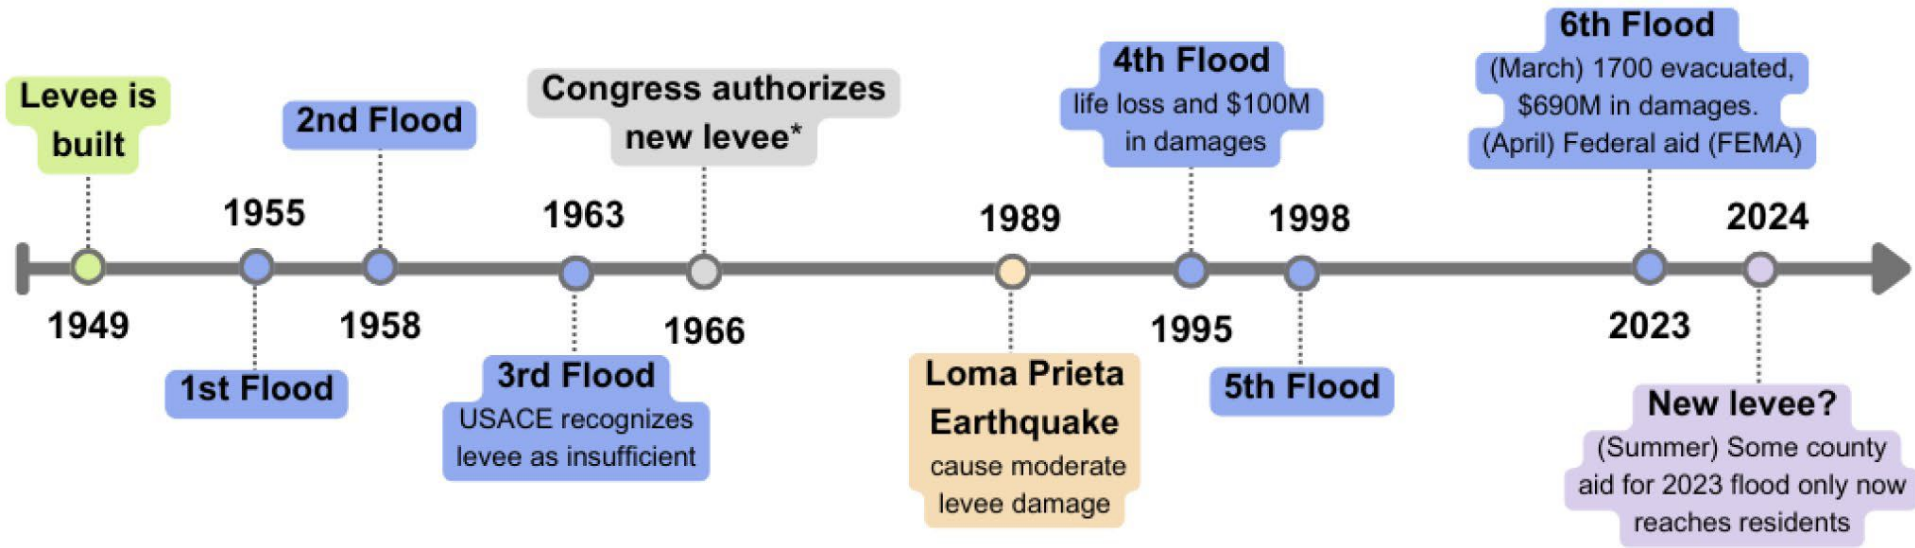 Levee is
built
1949
1955
1st Flood
2nd Flood
1958
1963
3rd Flood
USACE recognizes
levee as insufficient
Congress authorizes
new levee*
1966
1989
Loma Prieta
Earthquake
cause moderate
levee damage
4th Flood
life loss and $100M
in damages
1995
1998
5th Flood
6th Flood
(March) 1700 evacuated,
$690M in damages.
(April) Federal aid (FEMA)
2023
2024
New levee?
(Summer) Some county
aid for 2023 flood only now
reaches residents